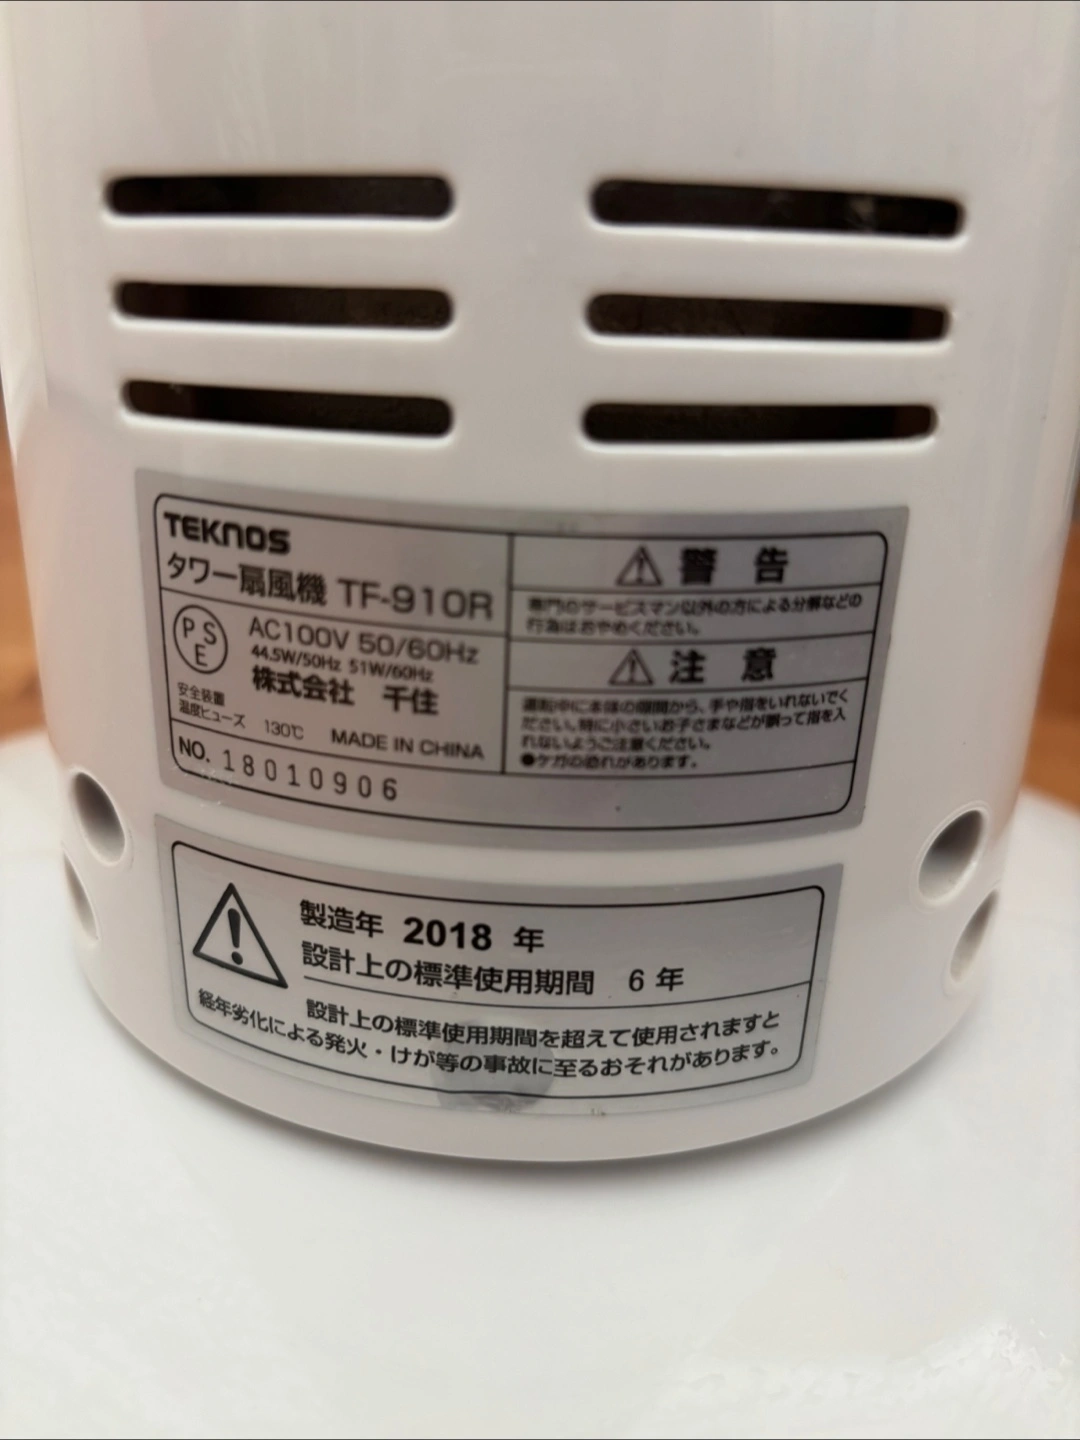 TEKNOS
タワー扇風機 TF-910R
PSE
AC100V 50/60Hz
44.5W/50Hz 51W/60Hz
株式会社 千住
安全装置
温度ヒューズ 130℃ MADE IN CHINA
NO. 18010906
警告
専門のサービスマン以外の方による分解などの
行為はおやめください。
注意
運転中に本体の隙間から、手や指をいれないでく
ださい。特に小さいお子さまなどが誤って指を入
れないようご注意ください。
●ケガの恐れがあります。
製造年 2018 年
設計上の標準使用期間 6 年
設計上の標準使用期間を超えて使用されますと
経年劣化による発火・けが等の事故に至るおそれがあります。